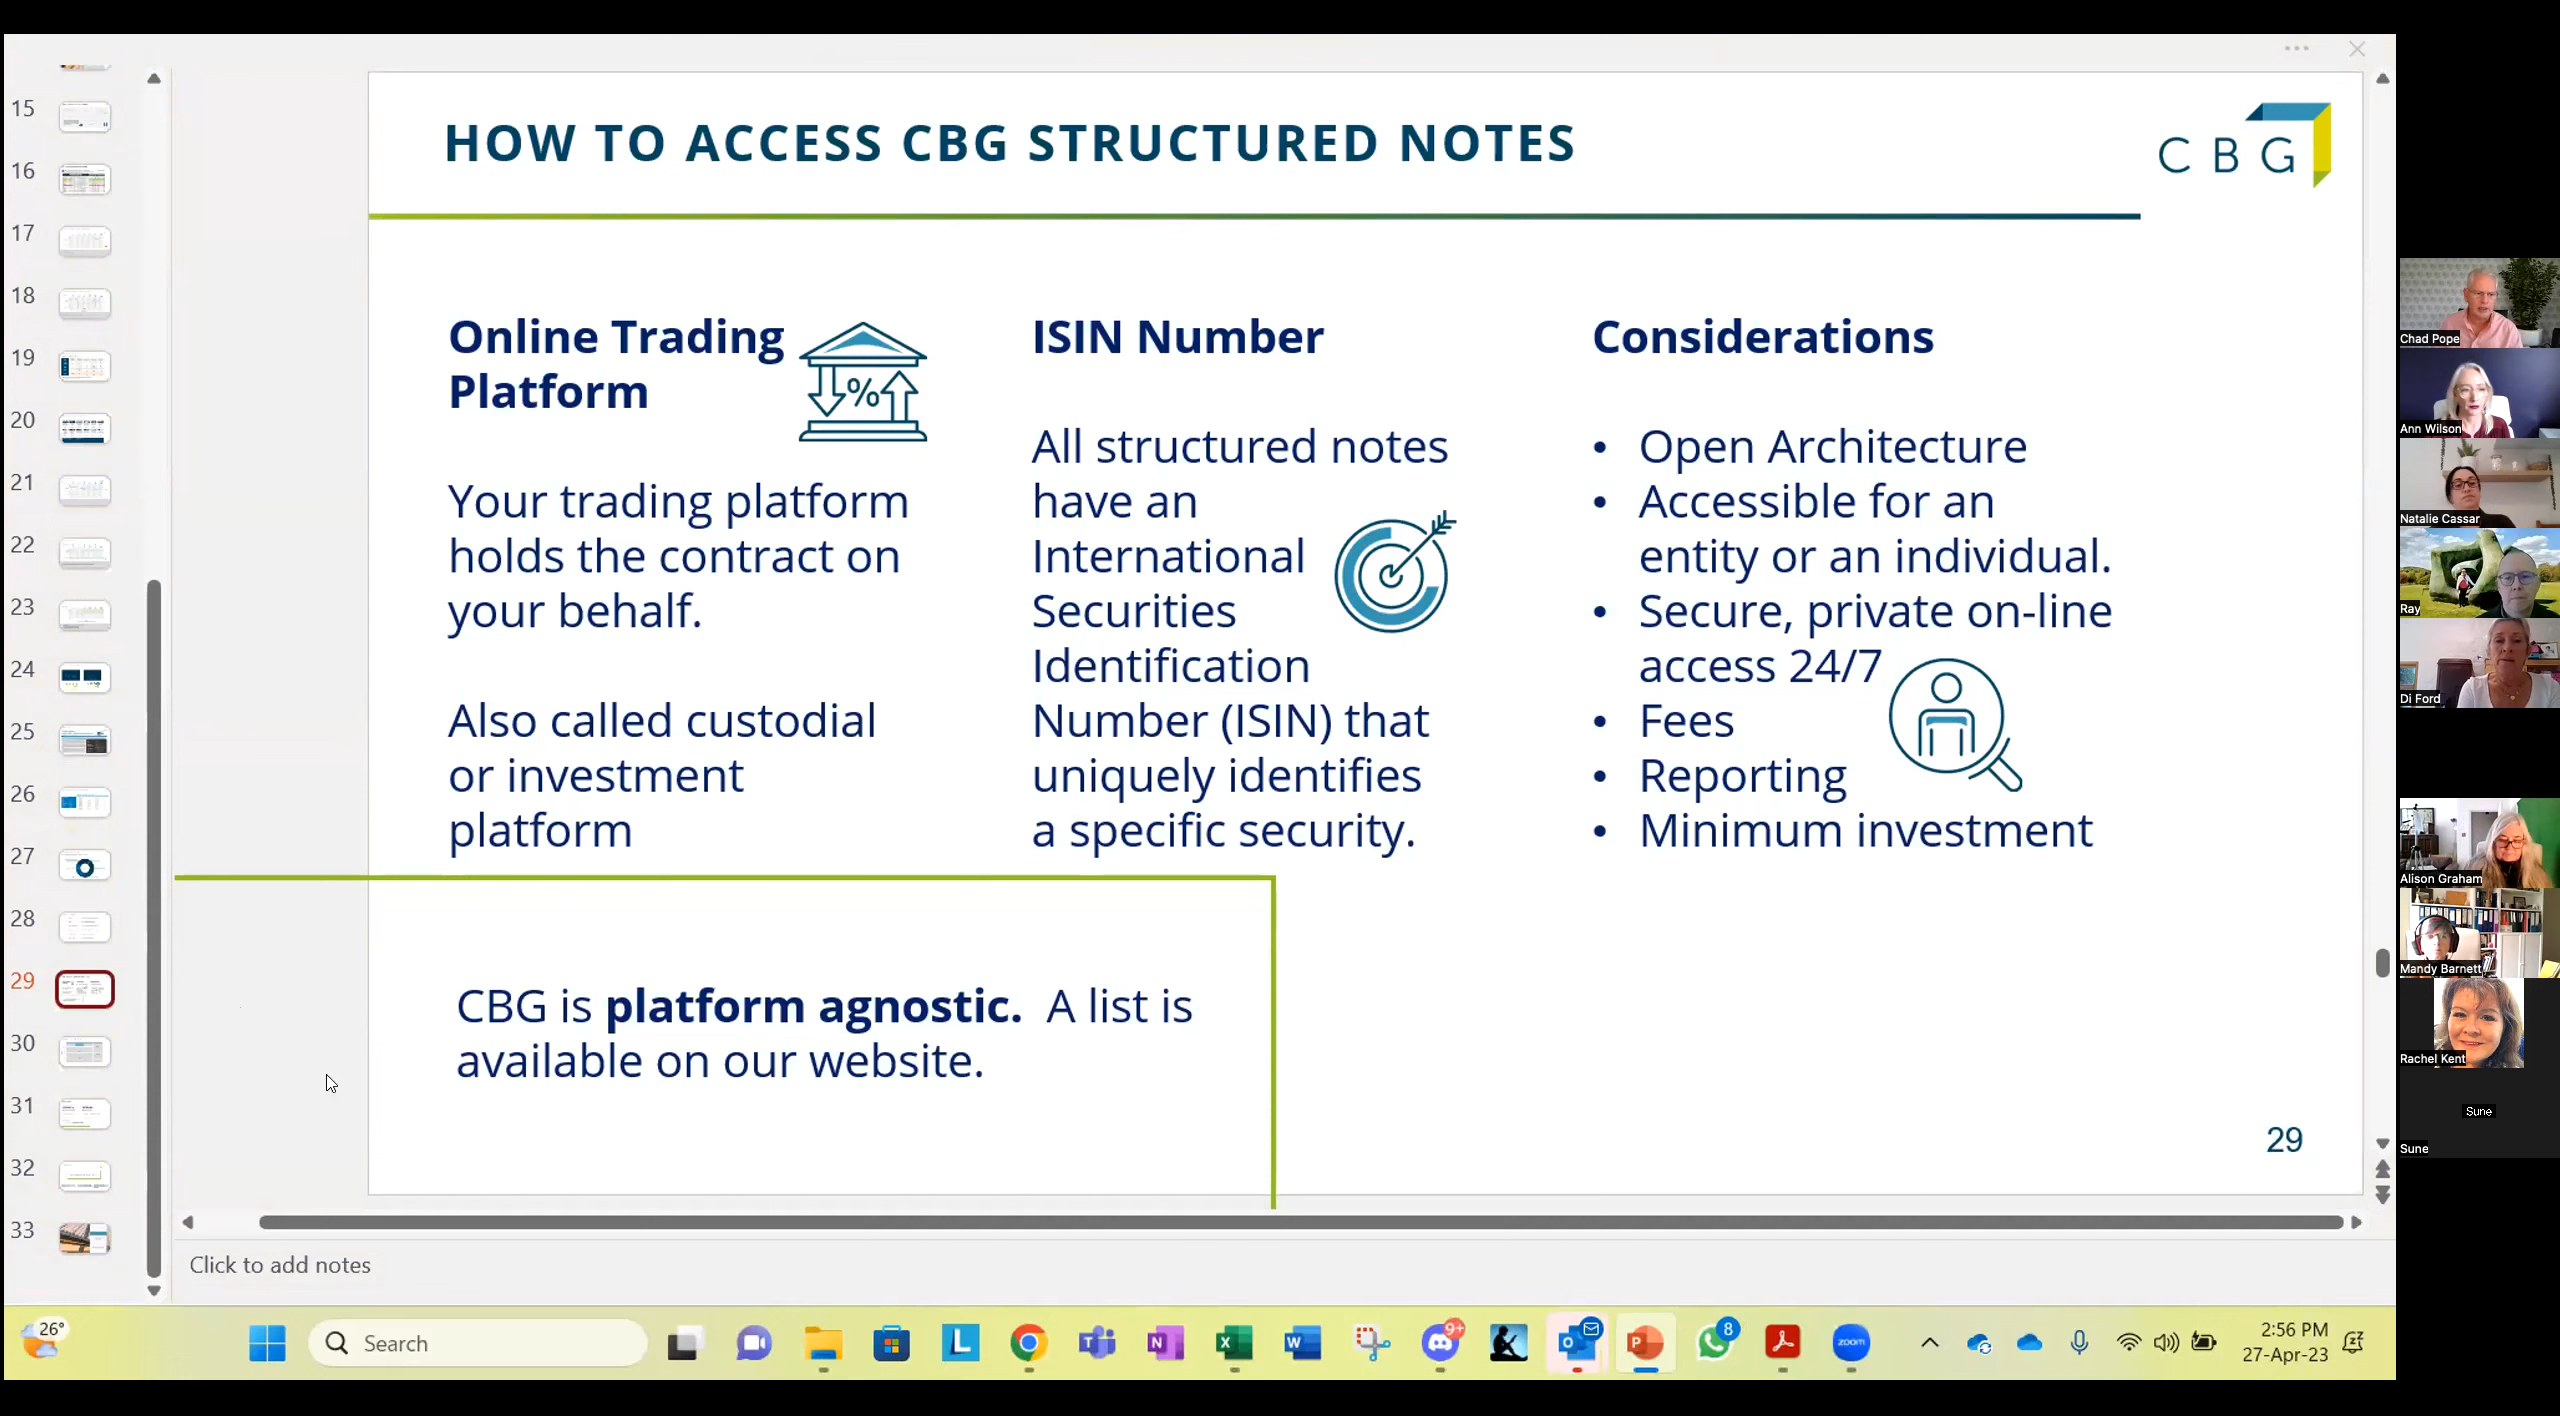 HOW TO ACCESS CBG STRUCTURED NOTES
C B G
Online Trading
Platform
%
Your trading platform
holds the contract on
your behalf.
Also called custodial
or investment
platform
ISIN Number
All structured notes
have an
International
Securities
Identification
Number (ISIN) that
uniquely identifies
a specific security.
Considerations
• Open Architecture
• Accessible for an
entity or an individual.
• Secure, private on-line
access 24/7
• Fees
• Reporting
• Minimum investment
CBG is platform agnostic. A list is
available on our website.
29
15
16
17
18
19
20
21
22
23
24
25
26
27
28
29
30
31
32
33
Click to add notes
Chad Pope
Ann Wilson
Natalie Cassar
Ray
Di Ford
Alison Graham
Mandy Barnett
Rachel Kent
Sune
Sune
26°
Search
L
T
N
X
W
9+
O
P
8
zoom
2:56 PM
27-Apr-23